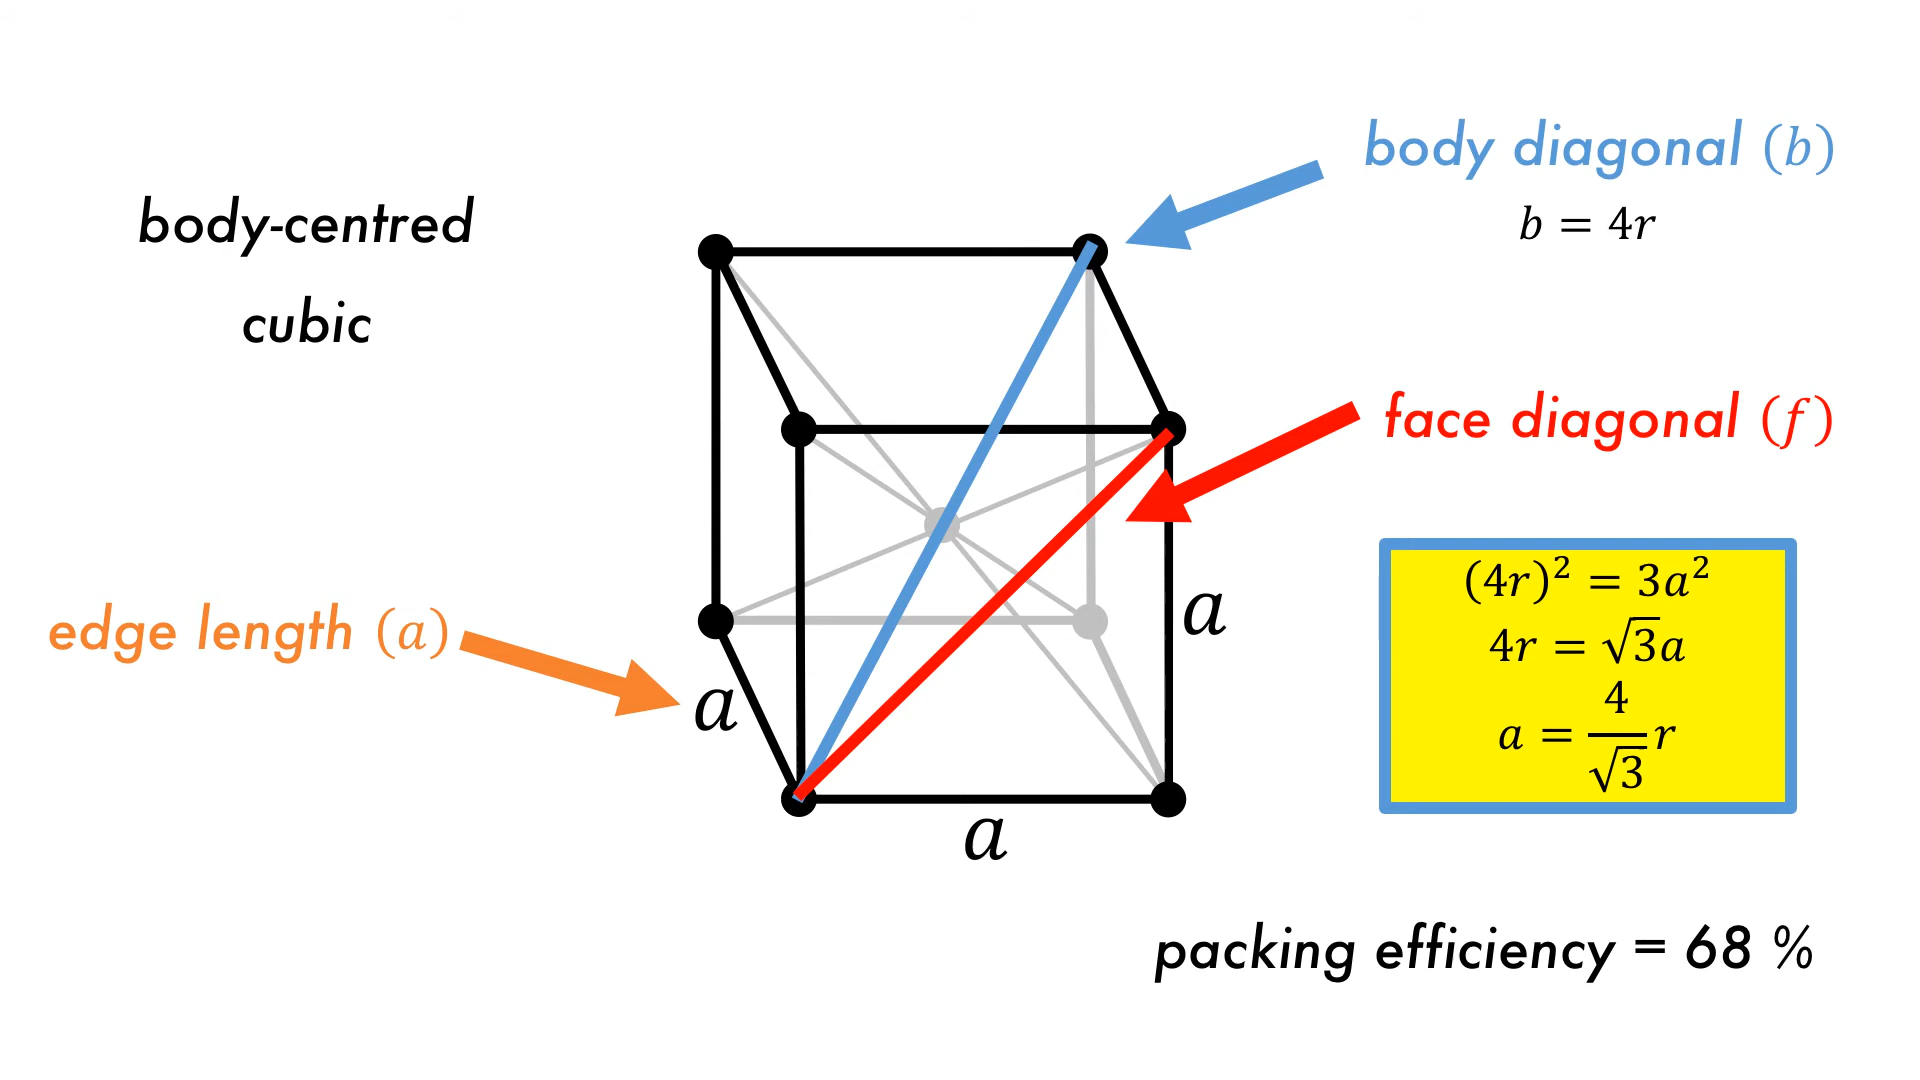 body-centred
cubic
body diagonal (b)
b = 4r
face diagonal (f)
edge length (a)
a
a
a
(4r)² = 3a²
4r = √3a
a = 4/√3 r
packing efficiency = 68 %